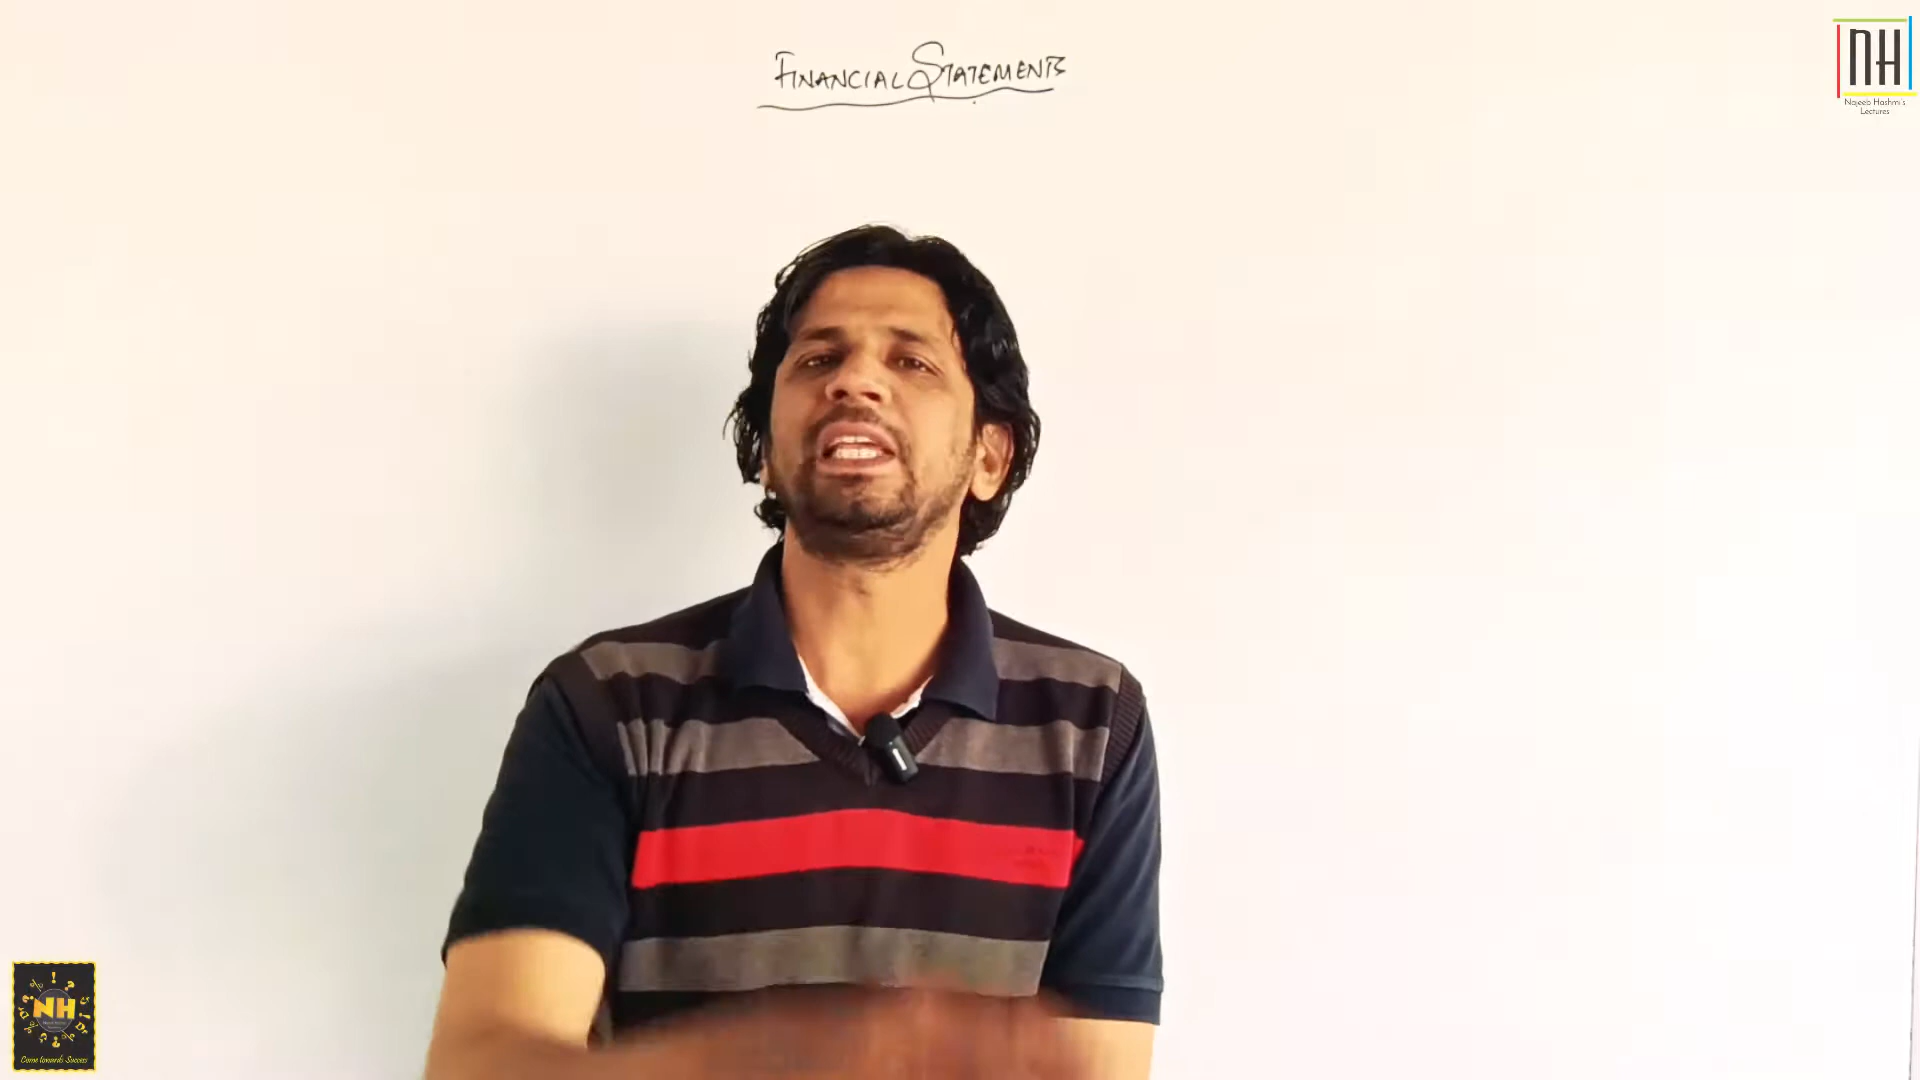 FINANCIAL STATEMENTS
NH
Najeeb Hashmi's
Lectures
NH
Come towards Success